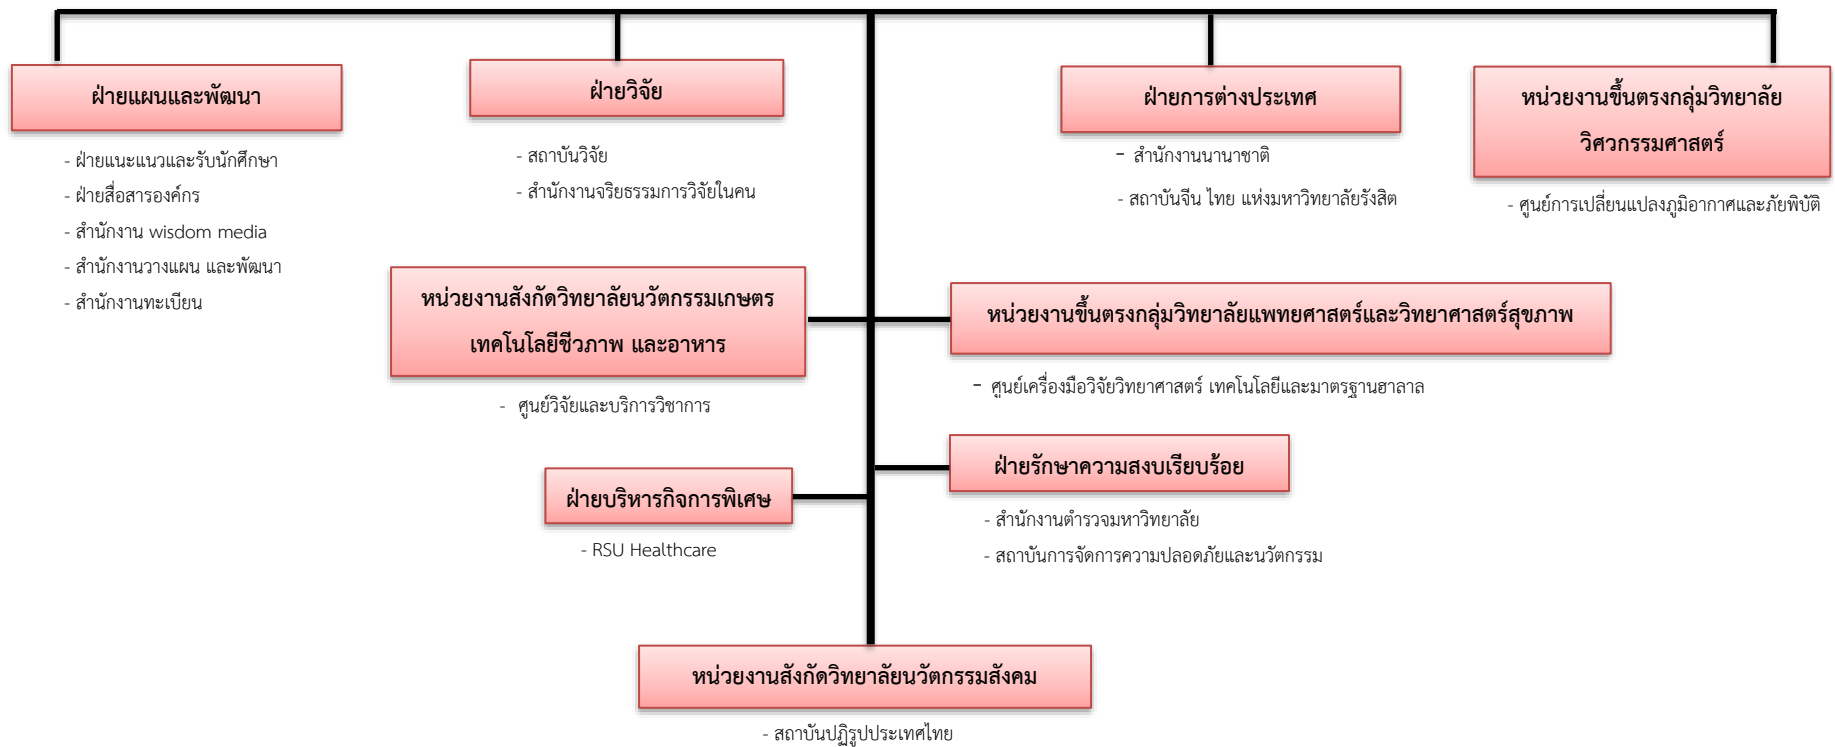 ฝ่ายแผนและพัฒนา
- ฝ่ายแนะแนวและรับนักศึกษา
- ฝ่ายสื่อสารองค์กร
- สำนักงาน wisdom media
- สำนักงานวางแผน และพัฒนา
- สำนักงานทะเบียน
ฝ่ายวิจัย
- สถาบันวิจัย
- สำนักงานจริยธรรมการวิจัยในคน
ฝ่ายการต่างประเทศ
- สำนักงานนานาชาติ
- สถาบันจีน ไทย แห่งมหาวิทยาลัยรังสิต
หน่วยงานขึ้นตรงกลุ่มวิทยาลัย
วิศวกรรมศาสตร์
- ศูนย์การเปลี่ยนแปลงภูมิอากาศและภัยพิบัติ
หน่วยงานสังกัดวิทยาลัยนวัตกรรมเกษตร
เทคโนโลยีชีวภาพ และอาหาร
- ศูนย์วิจัยและบริการวิชาการ
หน่วยงานขึ้นตรงกลุ่มวิทยาลัยแพทยศาสตร์และวิทยาศาสตร์สุขภาพ
- ศูนย์เครื่องมือวิจัยวิทยาศาสตร์ เทคโนโลยีและมาตรฐานฮาลาล
ฝ่ายบริหารกิจการพิเศษ
- RSU Healthcare
ฝ่ายรักษาความสงบเรียบร้อย
- สำนักงานตำรวจมหาวิทยาลัย
- สถาบันการจัดการความปลอดภัยและนวัตกรรม
หน่วยงานสังกัดวิทยาลัยนวัตกรรมสังคม
- สถาบันปฏิรูปประเทศไทย